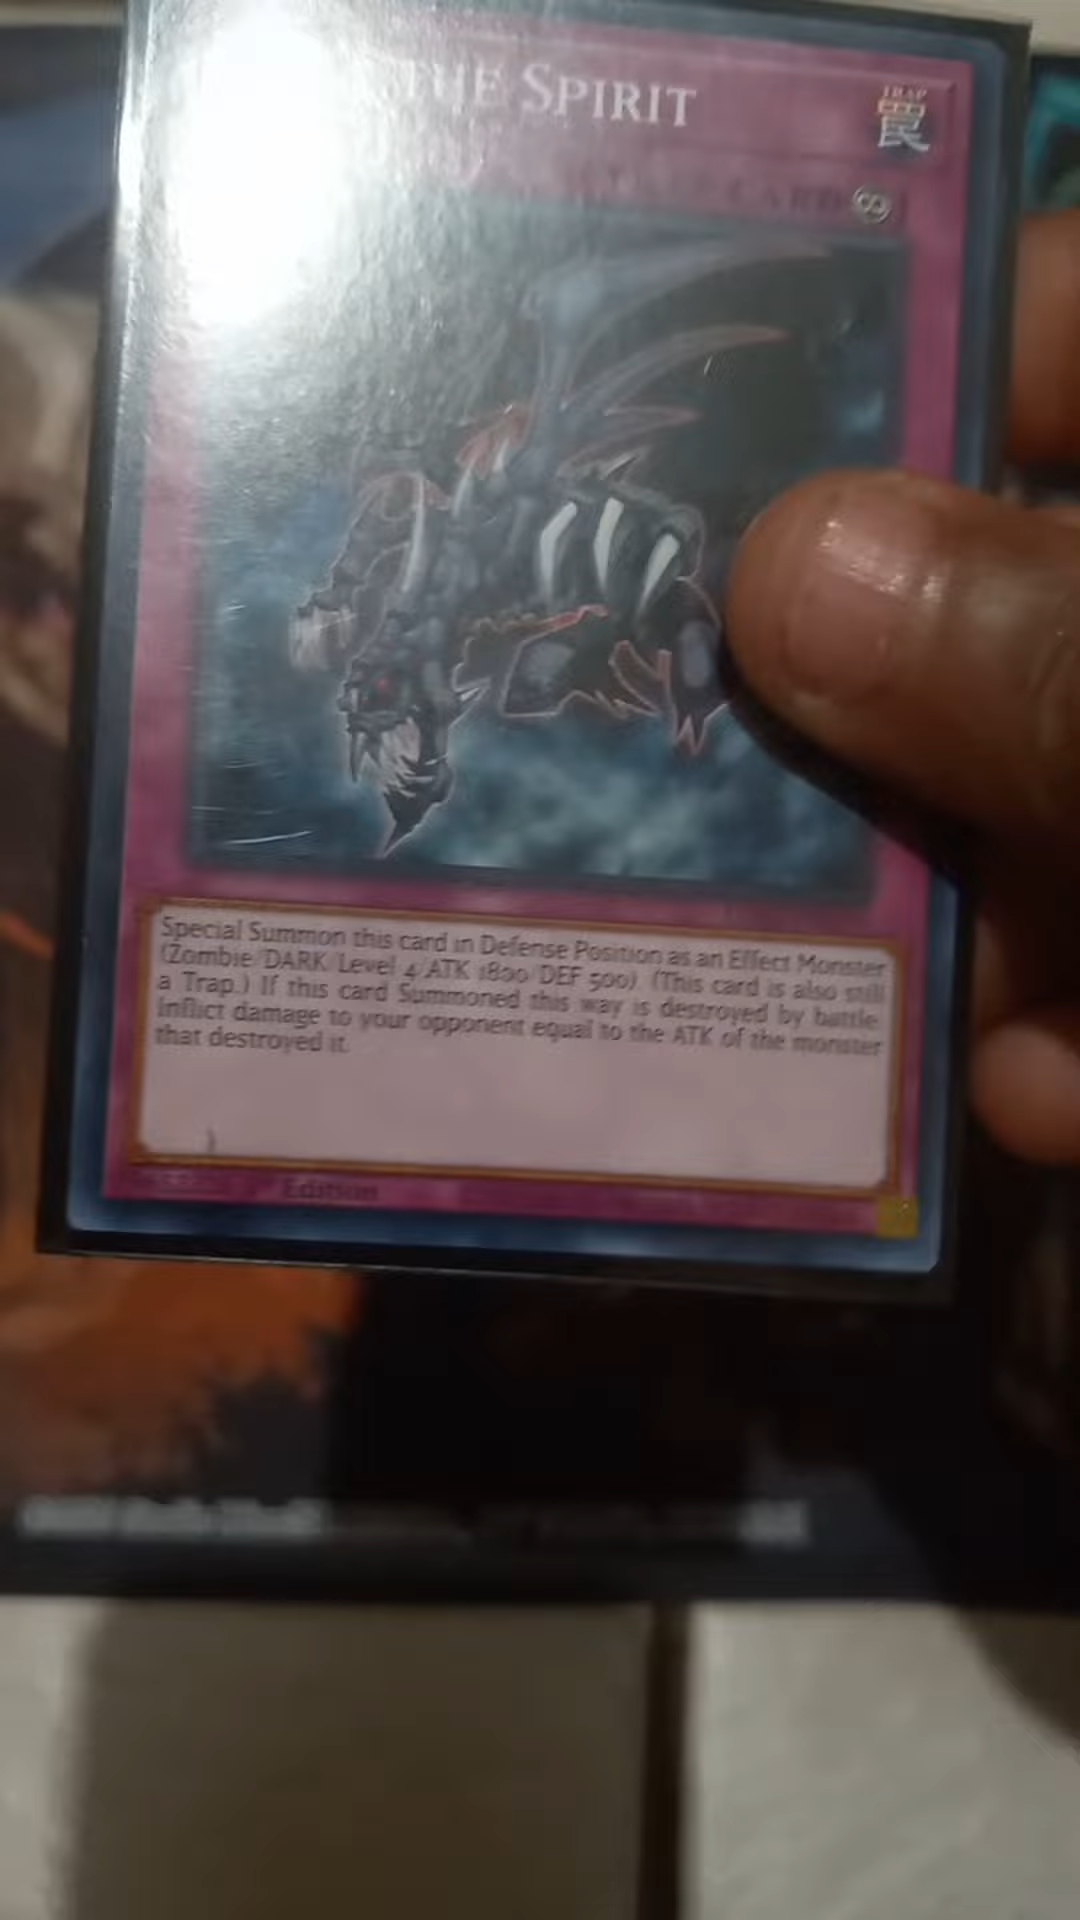 THE SPIRIT
TRAP
罠
CARD
Special Summon this card in Defense Position as an Effect Monster
(Zombie/DARK/Level 4/ATK 1800/DEF 500). (This card is also still
a Trap.) If this card Summoned this way is destroyed by battle:
Inflict damage to your opponent equal to the ATK of the monster
that destroyed it.
Edition